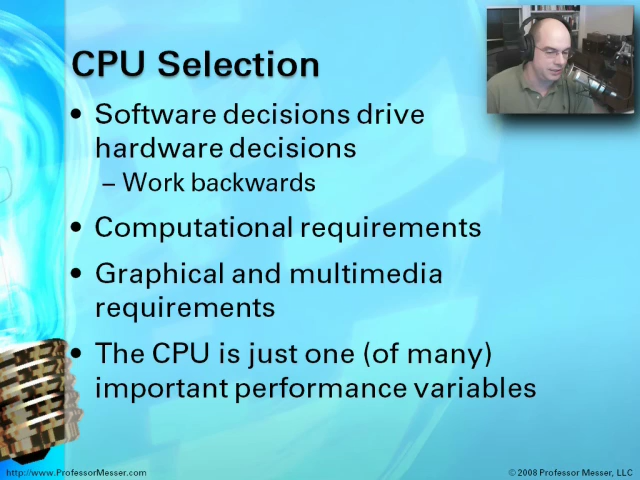 CPU Selection
• Software decisions drive
hardware decisions
– Work backwards
• Computational requirements
• Graphical and multimedia
requirements
• The CPU is just one (of many)
important performance variables
http://www.ProfessorMesser.com
© 2008 Professor Messer, LLC